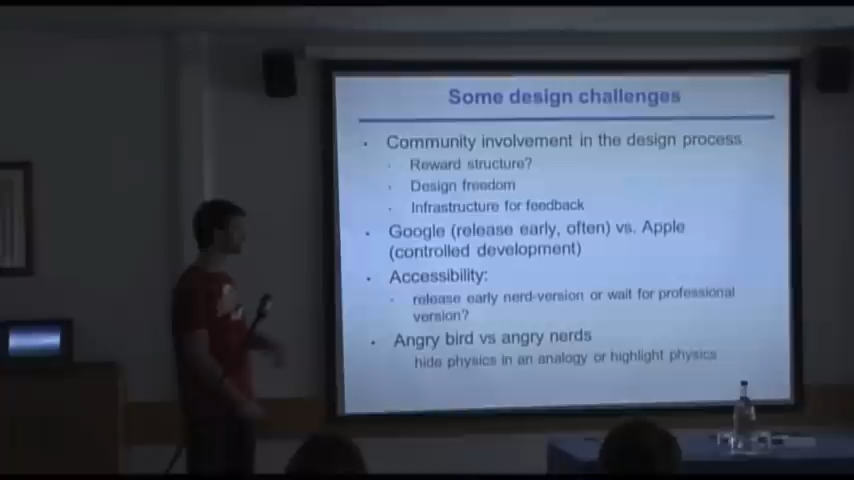 Some design challenges
Community involvement in the design process
Reward structure?
Design freedom
Infrastructure for feedback
Google (release early, often) vs. Apple
(controlled development)
Accessibility:
release early nerd-version or wait for professional
version?
Angry bird vs angry nerds
hide physics in an analogy or highlight physics